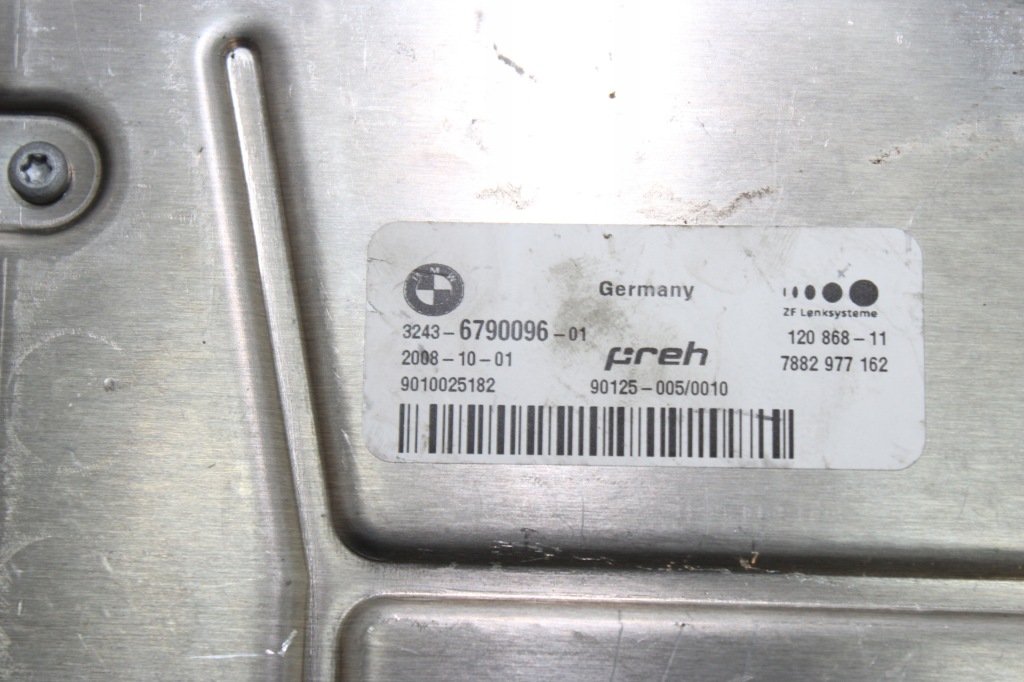 BMW
Germany
ZF Lenksysteme
3243-6790096-01
120 868-11
2008-10-01
preh
7882 977 162
9010025182
90125-005/0010